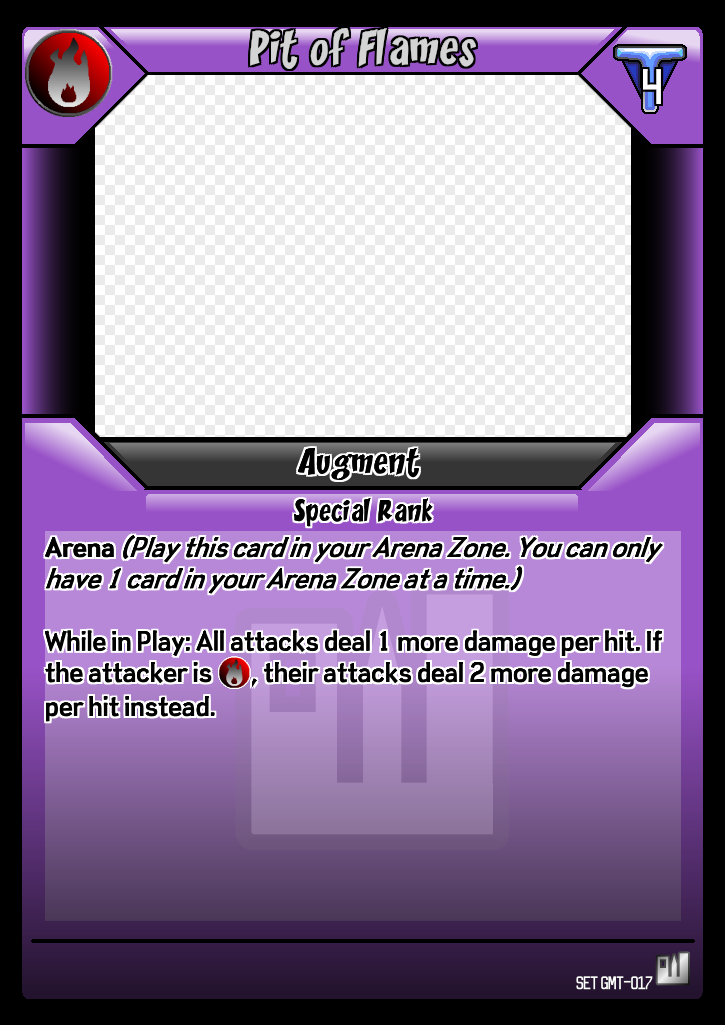 Pit of Flames
4
Augment
Special Rank
Arena (Play this card in your Arena Zone. You can only
have 1 card in your Arena Zone at a time.)
While in Play: All attacks deal 1 more damage per hit. If
the attacker is , their attacks deal 2 more damage
per hit instead.
SET GMT-017